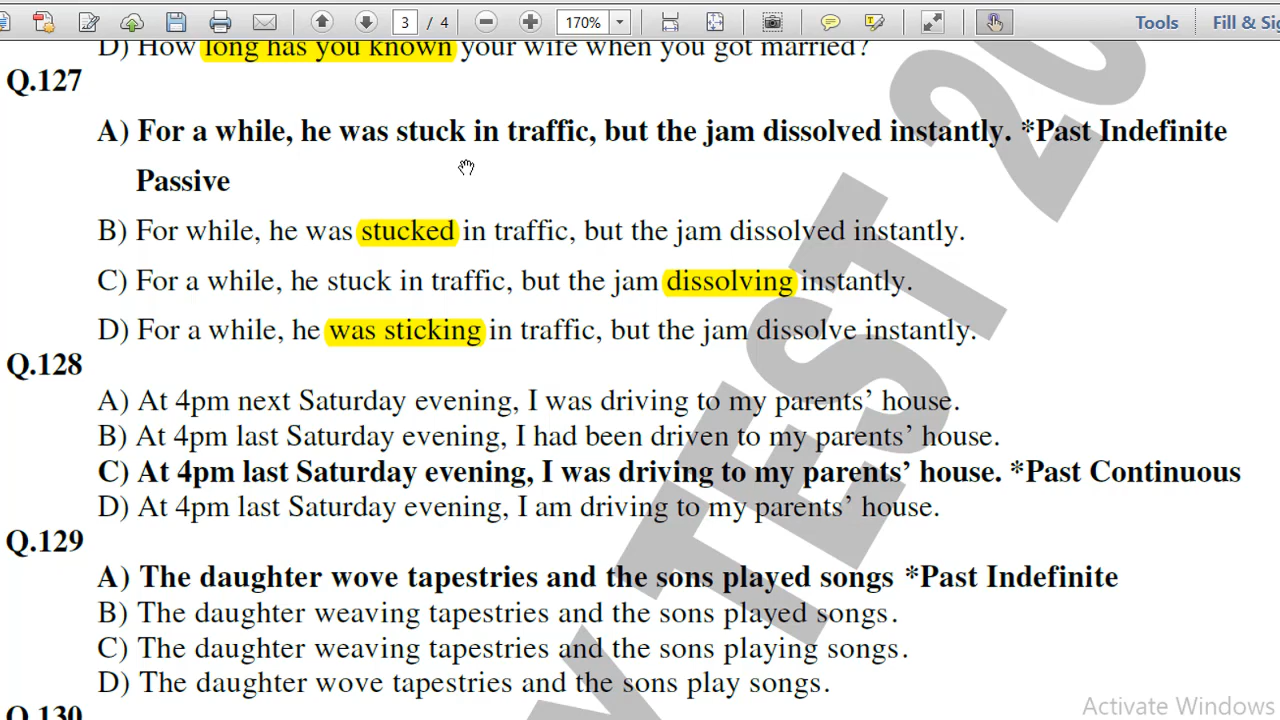 3 / 4
170%
Tools
Fill & Sig
D) How long has you known your wife when you got married?
Q.127
A) For a while, he was stuck in traffic, but the jam dissolved instantly. *Past Indefinite
Passive
B) For while, he was stucked in traffic, but the jam dissolved instantly.
C) For a while, he stuck in traffic, but the jam dissolving instantly.
D) For a while, he was sticking in traffic, but the jam dissolve instantly.
Q.128
A) At 4pm next Saturday evening, I was driving to my parents’ house.
B) At 4pm last Saturday evening, I had been driven to my parents’ house.
C) At 4pm last Saturday evening, I was driving to my parents’ house. *Past Continuous
D) At 4pm last Saturday evening, I am driving to my parents’ house.
Q.129
A) The daughter wove tapestries and the sons played songs *Past Indefinite
B) The daughter weaving tapestries and the sons played songs.
C) The daughter weaving tapestries and the sons playing songs.
D) The daughter wove tapestries and the sons play songs.
Q.130
Y TEST 20
Activate Windows